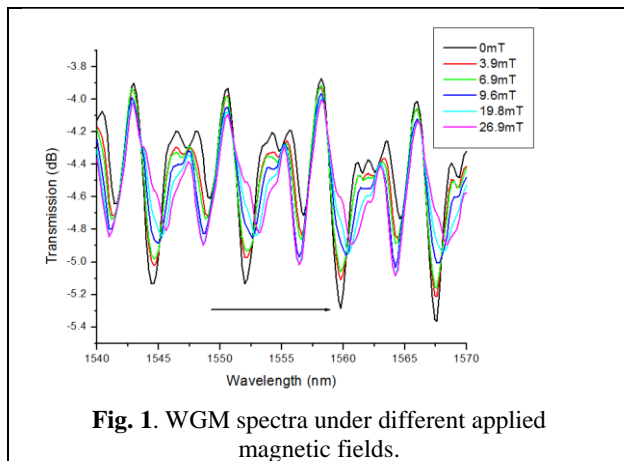 0mT
3.9mT
6.9mT
9.6mT
19.8mT
26.9mT
-3.8
-4.0
-4.2
-4.4
-4.6
-4.8
-5.0
-5.2
-5.4
Transmission (dB)
1540 1545 1550 1555 1560 1565 1570
Wavelength (nm)
Fig. 1. WGM spectra under different applied
magnetic fields.